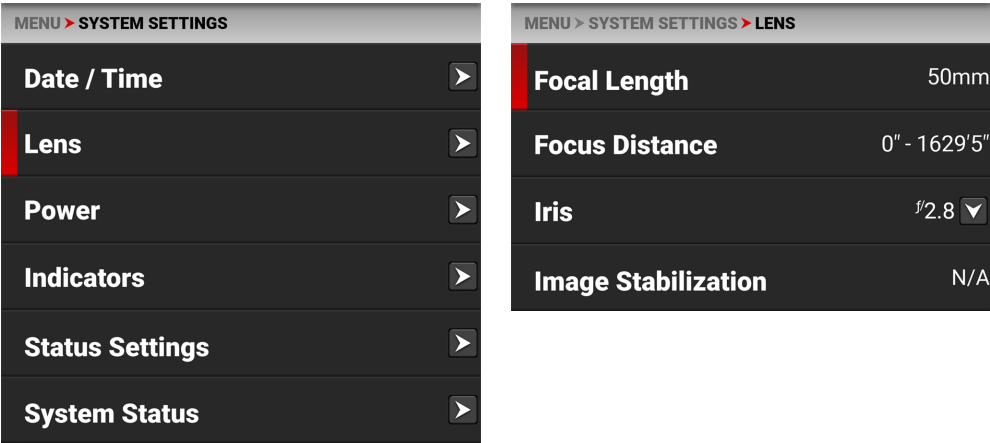 MENU > SYSTEM SETTINGS
Date / Time
Lens
Power
Indicators
Status Settings
System Status
MENU > SYSTEM SETTINGS > LENS
Focal Length 50mm
Focus Distance 0" - 1629'5"
Iris ƒ/2.8
Image Stabilization N/A